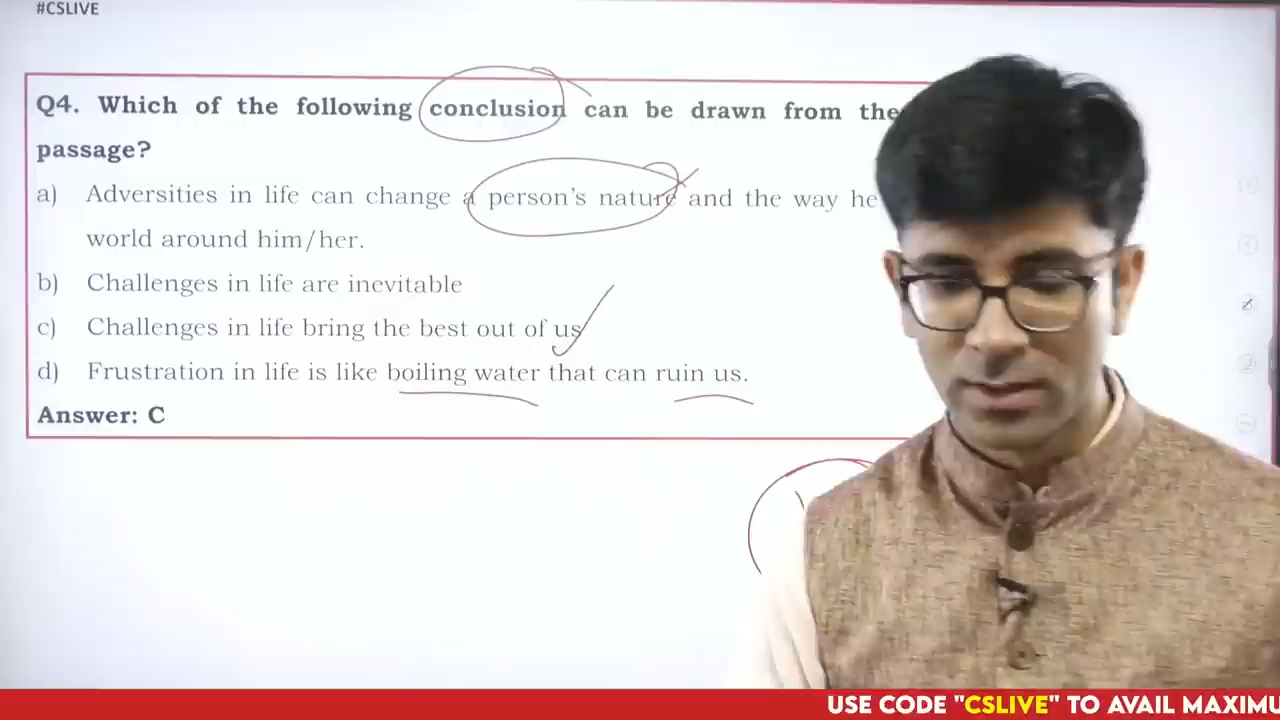 #CSLIVE
Q4. Which of the following conclusion can be drawn from the
passage?
a) Adversities in life can change a person's nature and the way he
world around him/her.
b) Challenges in life are inevitable
c) Challenges in life bring the best out of us
d) Frustration in life is like boiling water that can ruin us.
Answer: C
USE CODE "CSLIVE" TO AVAIL MAXIMU